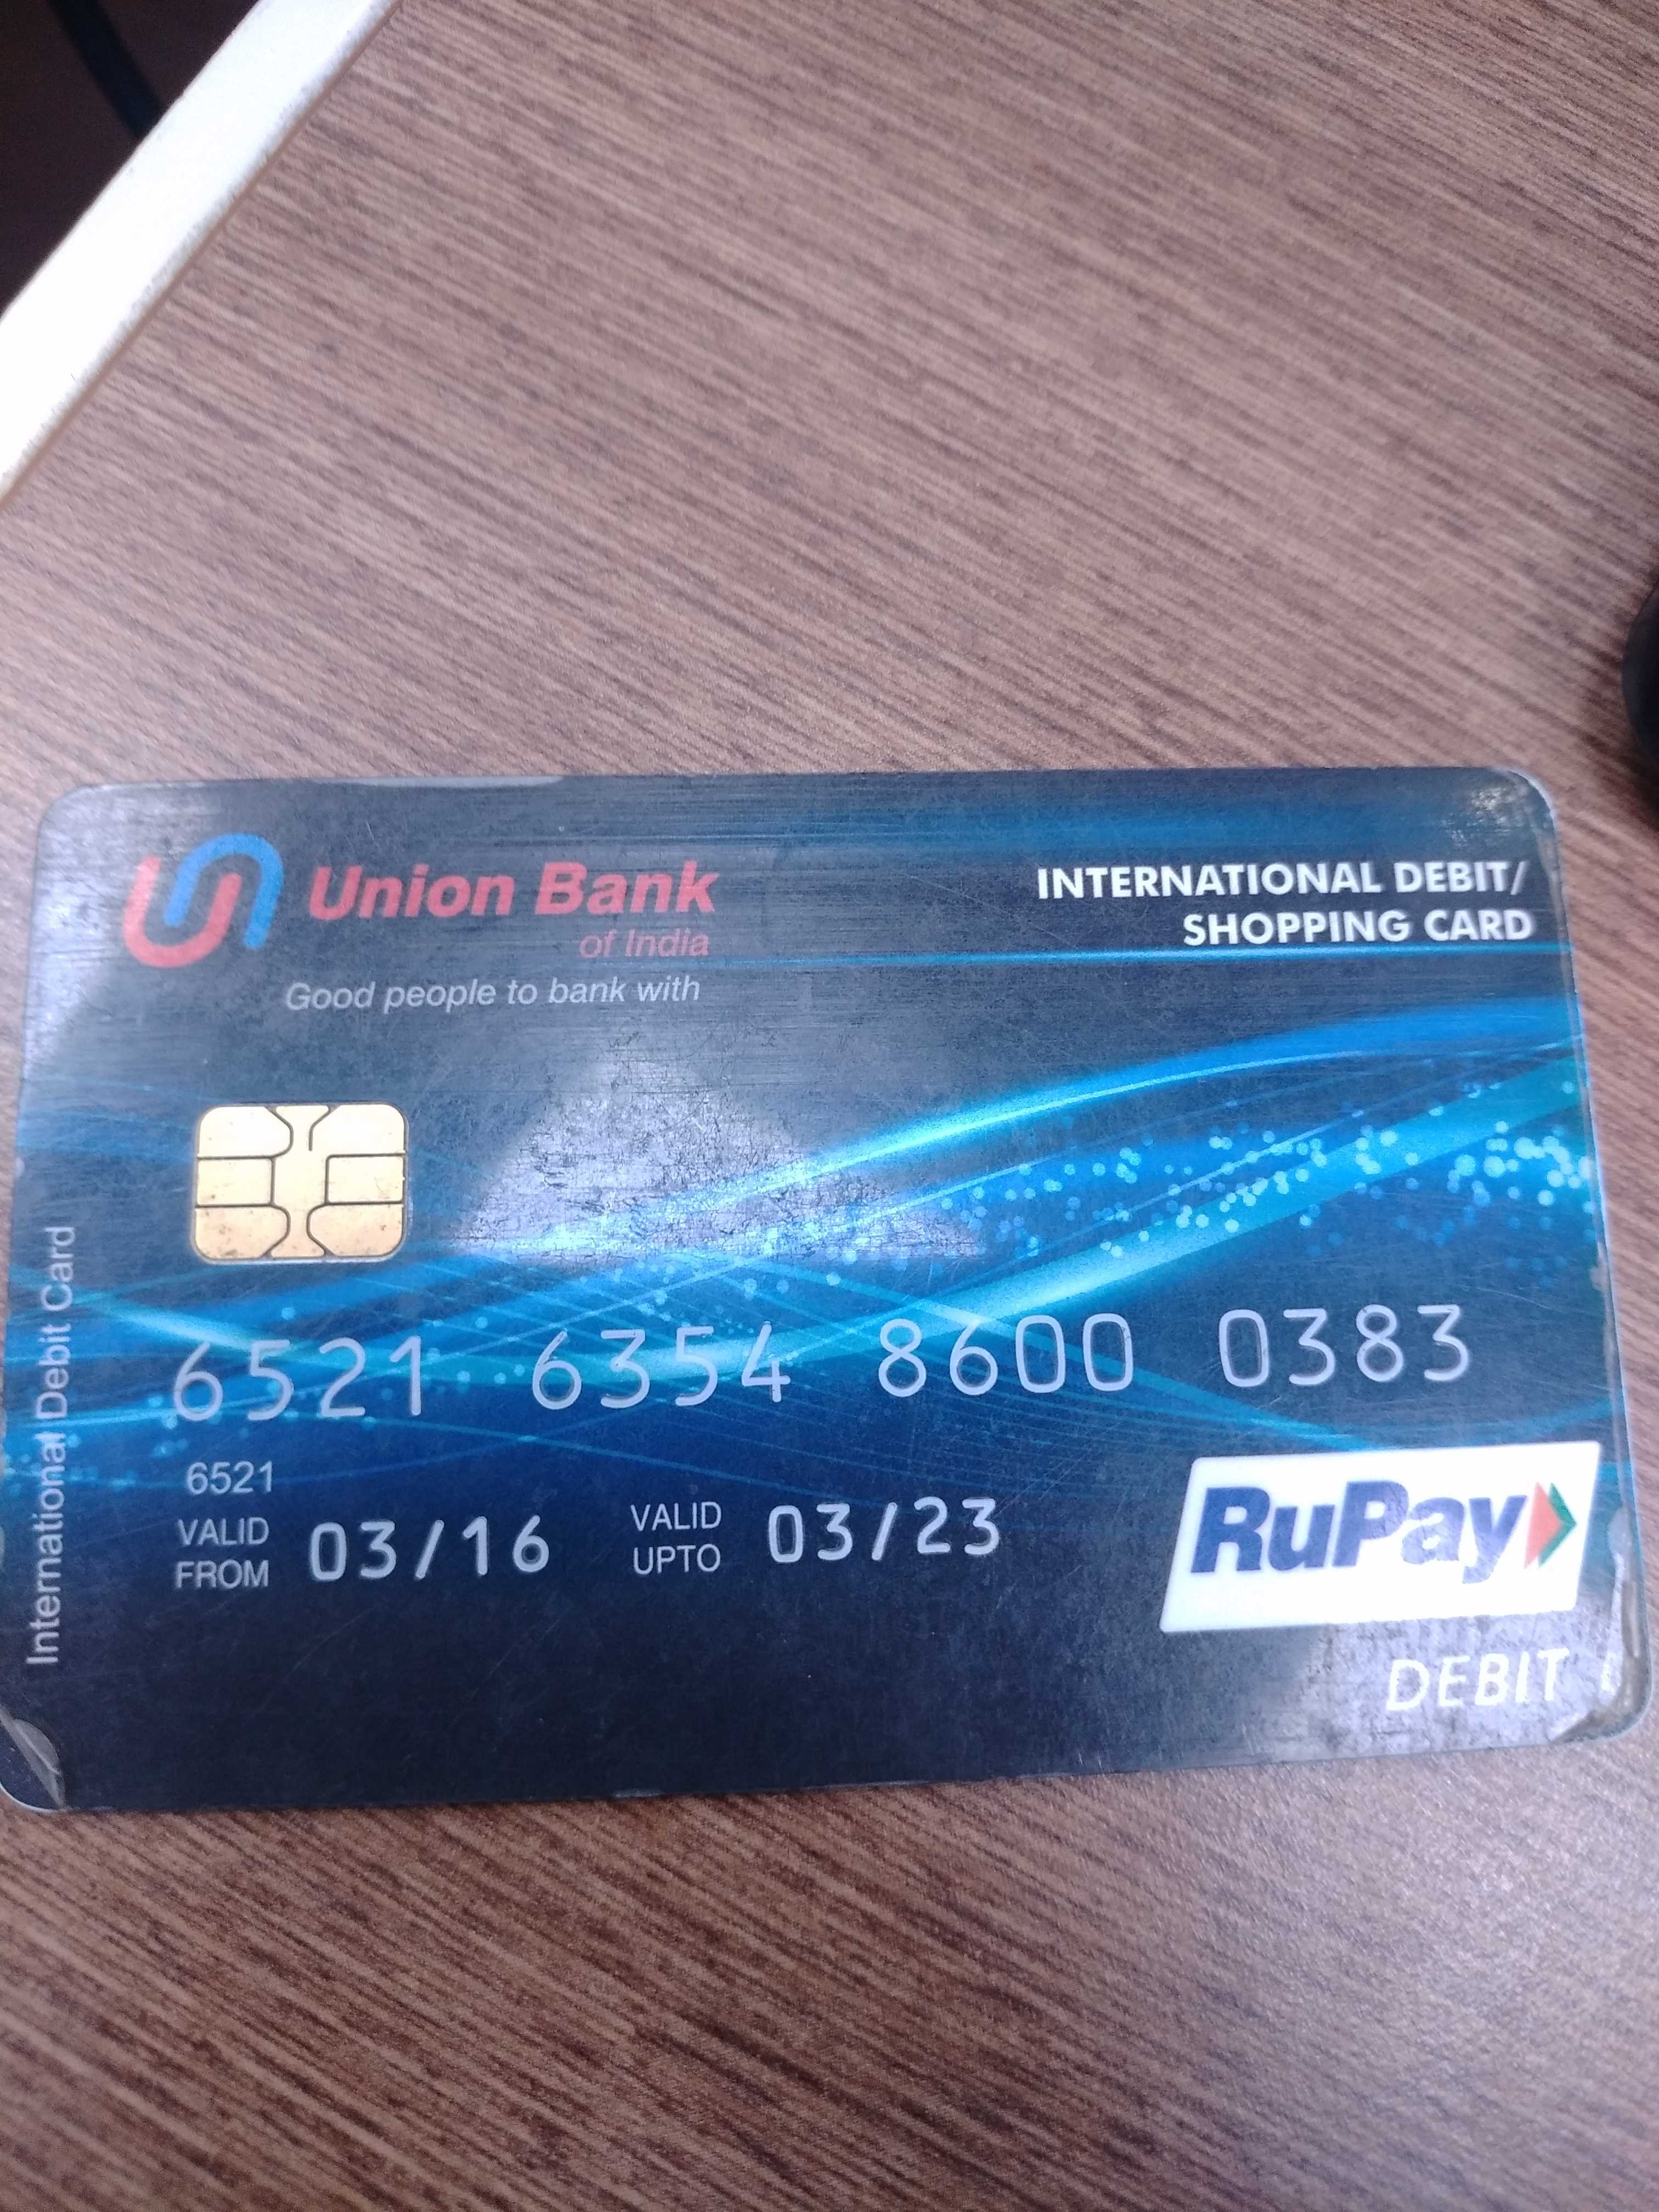 Union Bank
of India
Good people to bank with
INTERNATIONAL DEBIT/
SHOPPING CARD
International Debit Card
6521 6354 8600 0383
6521
VALID
FROM
03/16
VALID
UPTO
03/23
RuPay
DEBIT